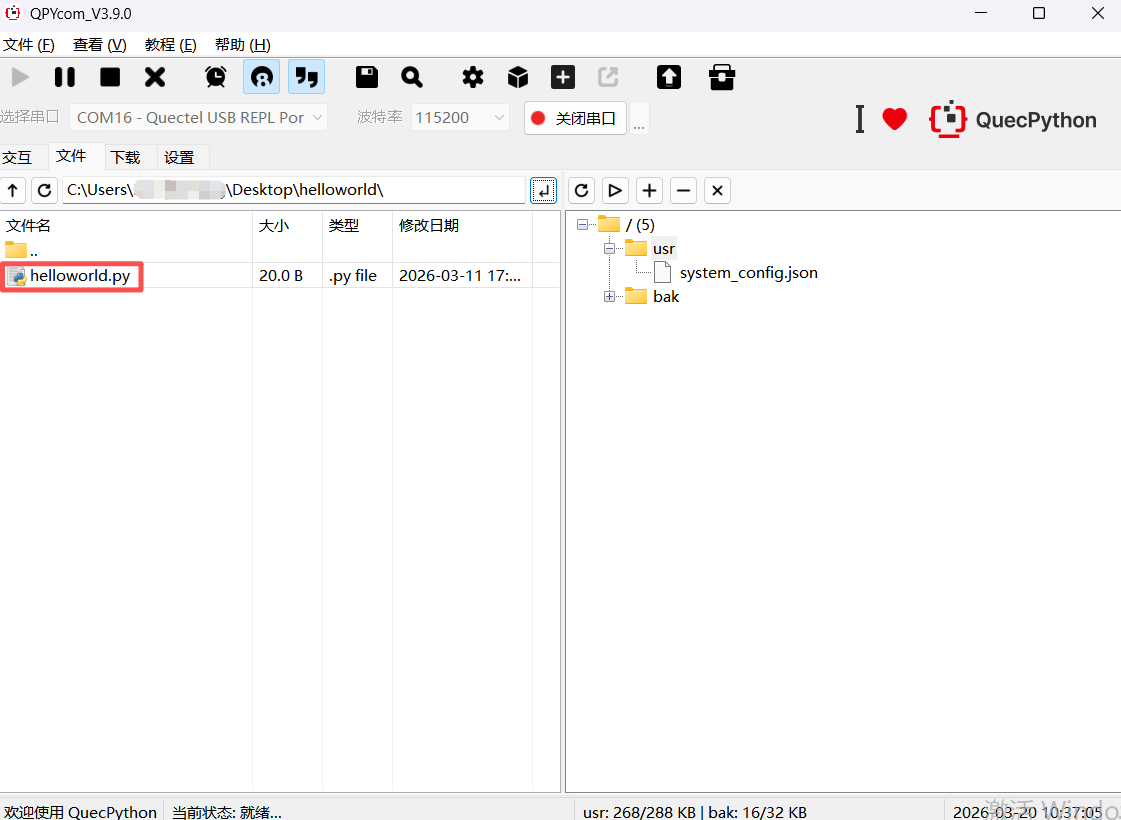 QPYcom_V3.9.0
文件 (F) 查看 (V) 教程 (E) 帮助 (H)
选择串口 COM16 - Quectel USB REPL Por 波特率 115200 关闭串口 ... QuecPython
交互 文件 下载 设置
C:\Users\ \Desktop\helloworld\
文件名 大小 类型 修改日期
..
helloworld.py 20.0 B .py file 2026-03-11 17:...
/ (5)
usr
system_config.json
bak
欢迎使用 QuecPython 当前状态: 就绪... usr: 268/288 KB | bak: 16/32 KB 2026-03-20 10:37:05
激活 Windo